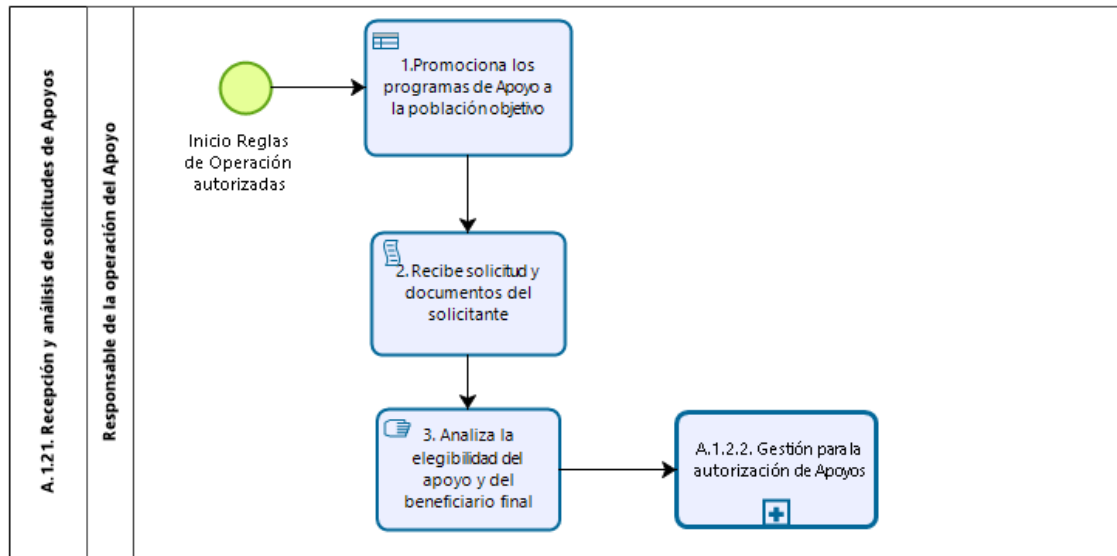 A.1.21. Recepción y análisis de solicitudes de Apoyos
Responsable de la operación del Apoyo
Inicio Reglas
de Operación
autorizadas
1.Promociona los
programas de Apoyo a
la población objetivo
2. Recibe solicitud y
documentos del
solicitante
3. Analiza la
elegibilidad del
apoyo y del
beneficiario final
A.1.2.2. Gestión para la
autorización de Apoyos